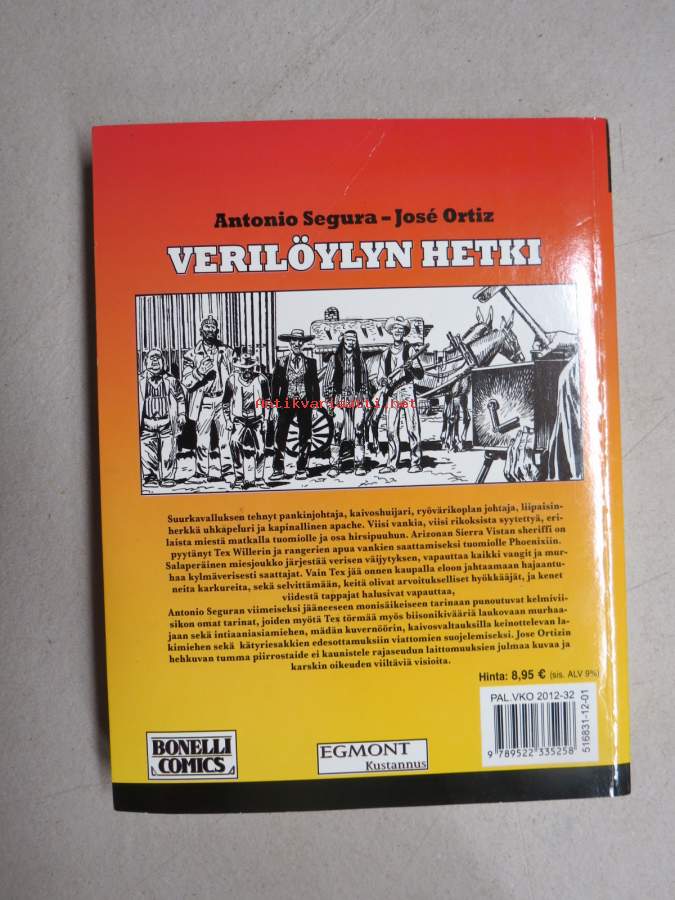 Antonio Segura – José Ortiz
VERILÖYLYN HETKI
Antikvariaatti.net
Suurkavalluksen tehnyt pankinjohtaja, kaivoshuijari, ryövärikoplan johtaja, liipaisin-
herkkä uhkapeluri ja kapinallinen apache. Viisi vankia, viisi rikoksista syytettyä, eri-
laista miestä matkalla tuomiolle ja osa hirsipuuhun. Arizonan Sierra Vistan sheriffi on
pyytänyt Tex Willerin ja rangerien apua vankien saattamiseksi tuomiolle Phoenixiin.
Salaperäinen miesjoukko järjestää verisen väijytyksen, vapauttaa kaikki vangit ja mur-
haa kylmäverisesti saattajat. Vain Tex jää onnen kaupalla eloon jahtaamaan hajaantu-
neita karkureita, sekä selvittämään, keitä olivat arvoitukselliset hyökkääjät, ja kenet
viidestä tappajat halusivat vapauttaa,
Antonio Seguran viimeiseksi jääneeseen monisäikeiseen tarinaan punoutuvat kelmivii-
sikon omat tarinat, joiden myötä Tex törmää myös biisonikivääriä laukovaan murhaa-
jaan sekä intiaaniasiamiehen, mädän kuvernöörin, kaivosvaltauksilla keinottelevan la-
kimiehen sekä kätyriesakkien edesottamuksiin viattomien suojelemiseksi. Jose Ortizin
hehkuvan tumma piirrostaide ei kaunistele rajaseudun laittomuuksien julmaa kuvaa ja
karskin oikeuden viiltäviä visioita.
Hinta: 8,95 € (sis. ALV 9%)
PAL.VKO 2012-32
9 789522 335258
516831-12-01
BONELLI
COMICS
EGMONT
Kustannus